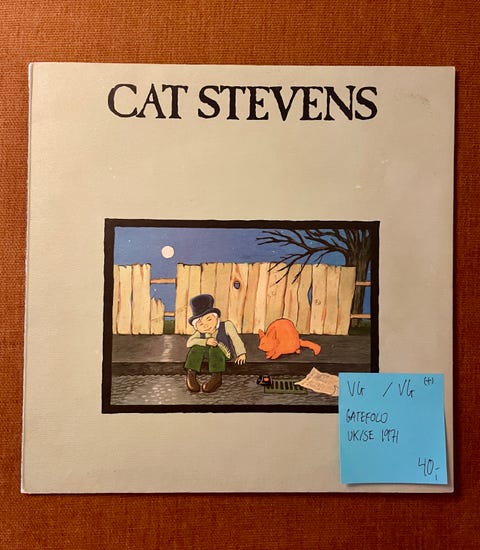 CAT STEVENS
VG / VG (+)
GATEFOLD
UK/SE 1971
40,-